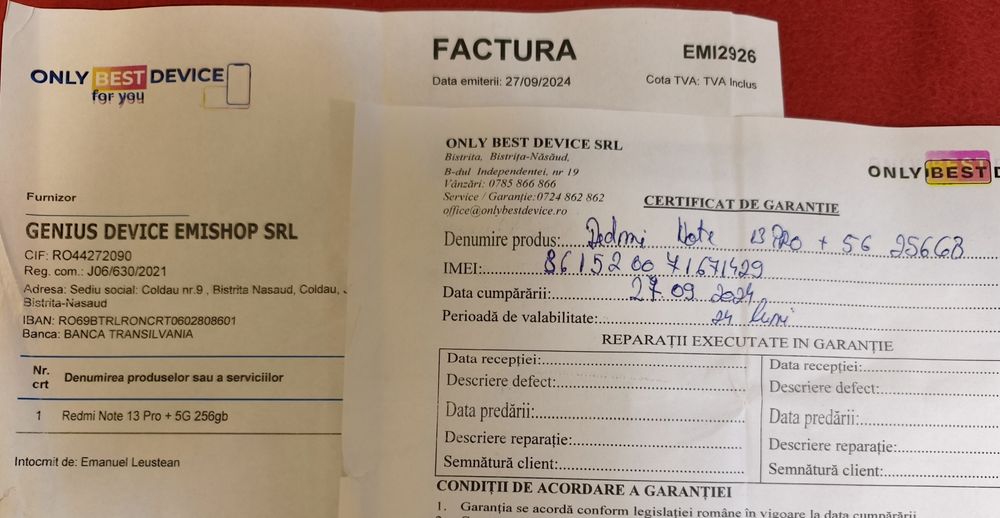 ONLY BEST DEVICE
for you
FACTURA
EMI2926
Data emiterii: 27/09/2024
Cota TVA: TVA Inclus
Furnizor
GENIUS DEVICE EMISHOP SRL
CIF: RO44272090
Reg. com.: J06/630/2021
Adresa: Sediu social: Coldau nr.9 , Bistrita Nasaud, Coldau,
Bistrita-Nasaud
IBAN: RO69BTRLRONCRT0602808601
Banca: BANCA TRANSILVANIA
Nr. crt Denumirea produselor sau a serviciilor
1 Redmi Note 13 Pro + 5G 256gb
Intocmit de: Emanuel Leustean
ONLY BEST DEVICE SRL
Bistrita, Bistrița-Năsăud,
B-dul Independentei, nr 19
Vânzări: 0785 866 866
Service / Garanție:0724 862 862
office@onlybestdevice.ro
ONLY BEST D
CERTIFICAT DE GARANTIE
Denumire produs: Redmi Note 13 PRO + 5G 256GB
IMEI: 861520071671429
Data cumpărării: 27.09.2024
Perioadă de valabilitate: 24 luni
REPARAȚII EXECUTATE IN GARANȚIE
Data recepției:
Descriere defect:
Data predării:
Descriere reparație:
Semnătură client:
Data recepției:
Descriere defect:
Data predării:
Descriere reparație:
Semnătură client:
CONDIȚII DE ACORDARE A GARANȚIEI
1. Garanția se acordă conform legislației române în vigoare la data cumpărării